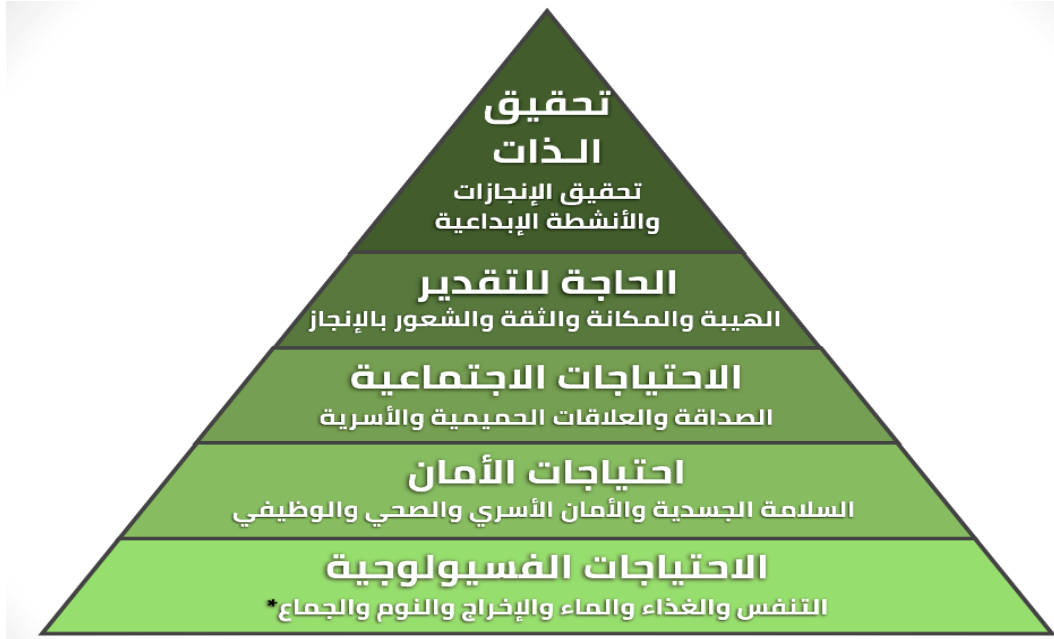 تحقيق
الـذات
تحقيق الإنجازات
والأنشطة الإبداعية
الحاجة للتقدير
الهيبة والمكانة والثقة والشعور بالإنجاز
الاحتياجات الاجتماعية
الصداقة والعلاقات الحميمية والأسرية
احتياجات الأمان
السلامة الجسدية والأمان الأسري والصحي والوظيفي
الاحتياجات الفسيولوجية
التنفس والغذاء والماء والإخراج والنوم والجماع*